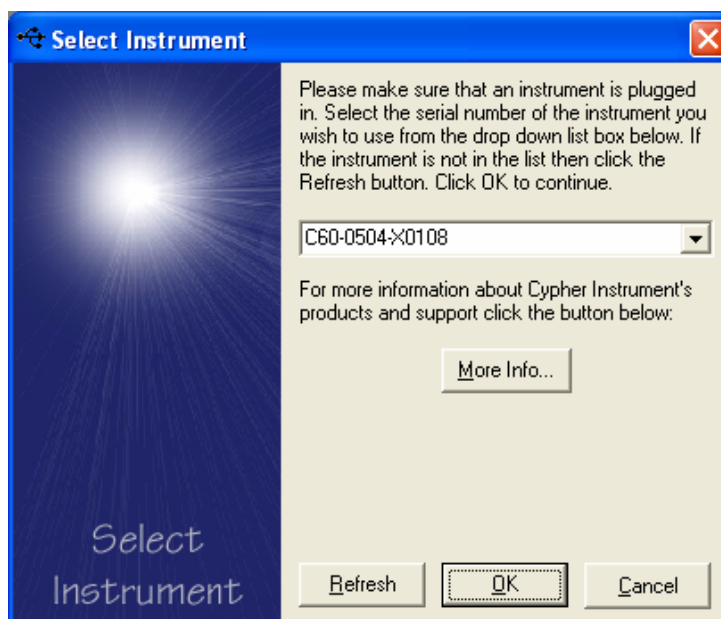 Select Instrument
Please make sure that an instrument is plugged
in. Select the serial number of the instrument you
wish to use from the drop down list box below. If
the instrument is not in the list then click the
Refresh button. Click OK to continue.
C60-0504-X0108
For more information about Cypher Instrument's
products and support click the button below:
More Info...
Select
Instrument
Refresh OK Cancel